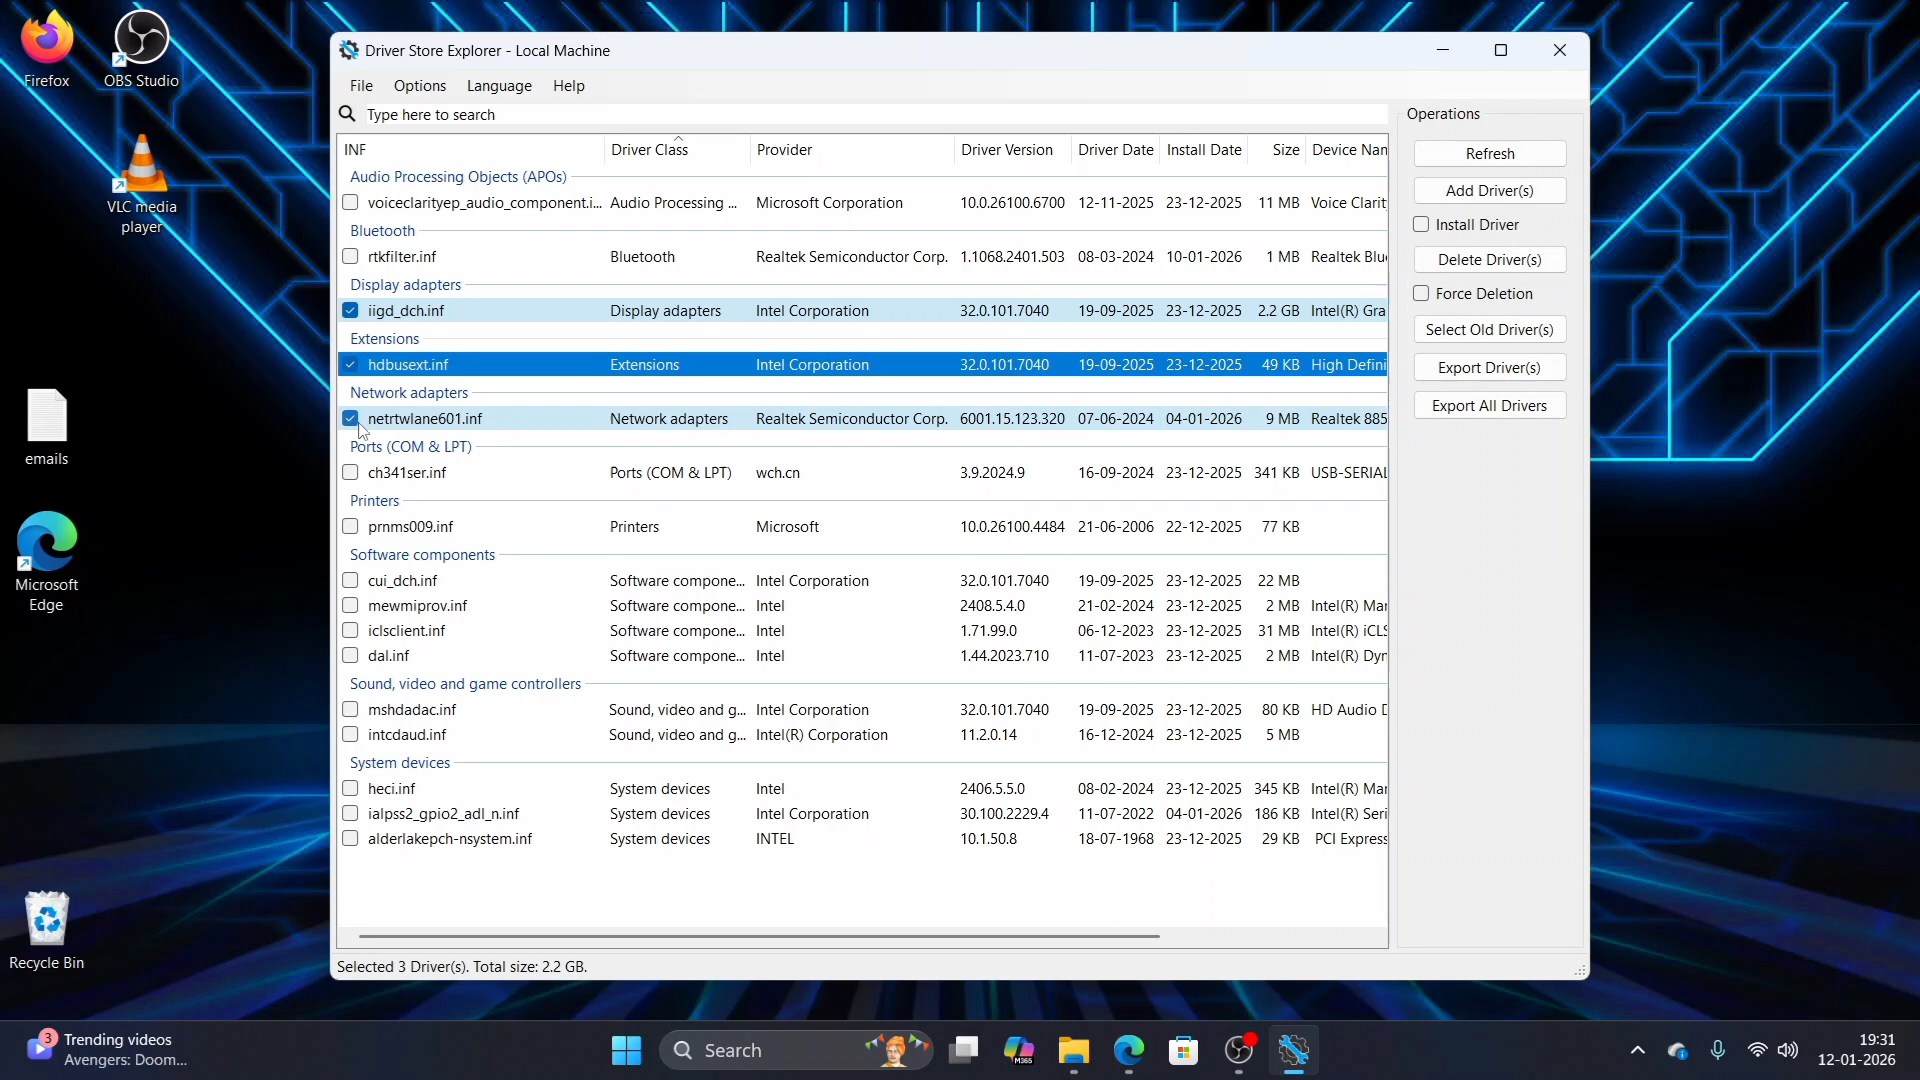 Firefox
OBS Studio
VLC media
player
emails
Microsoft
Edge
Recycle Bin
Driver Store Explorer - Local Machine
File Options Language Help
Type here to search
INF Driver Class Provider Driver Version Driver Date Install Date Size Device Nam
Audio Processing Objects (APOs)
voiceclarityep_audio_component.i... Audio Processing ... Microsoft Corporation 10.0.26100.6700 12-11-2025 23-12-2025 11 MB Voice Clarit
Bluetooth
rtkfilter.inf Bluetooth Realtek Semiconductor Corp. 1.1068.2401.503 08-03-2024 10-01-2026 1 MB Realtek Blu
Display adapters
iigd_dch.inf Display adapters Intel Corporation 32.0.101.7040 19-09-2025 23-12-2025 2.2 GB Intel(R) Gra
Extensions
hdbusext.inf Extensions Intel Corporation 32.0.101.7040 19-09-2025 23-12-2025 49 KB High Defini
Network adapters
netrtwlane601.inf Network adapters Realtek Semiconductor Corp. 6001.15.123.320 07-06-2024 04-01-2026 9 MB Realtek 885
Ports (COM & LPT)
ch341ser.inf Ports (COM & LPT) wch.cn 3.9.2024.9 16-09-2024 23-12-2025 341 KB USB-SERIAL
Printers
prnms009.inf Printers Microsoft 10.0.26100.4484 21-06-2006 22-12-2025 77 KB
Software components
cui_dch.inf Software compone... Intel Corporation 32.0.101.7040 19-09-2025 23-12-2025 22 MB
mewmiprov.inf Software compone... Intel 2408.5.4.0 21-02-2024 23-12-2025 2 MB Intel(R) Mar
iclsclient.inf Software compone... Intel 1.71.99.0 06-12-2023 23-12-2025 31 MB Intel(R) iCLS
dal.inf Software compone... Intel 1.44.2023.710 11-07-2023 23-12-2025 2 MB Intel(R) Dyn
Sound, video and game controllers
mshdadac.inf Sound, video and g... Intel Corporation 32.0.101.7040 19-09-2025 23-12-2025 80 KB HD Audio D
intcdaud.inf Sound, video and g... Intel(R) Corporation 11.2.0.14 16-12-2024 23-12-2025 5 MB
System devices
heci.inf System devices Intel 2406.5.5.0 08-02-2024 23-12-2025 345 KB Intel(R) Mar
ialpss2_gpio2_adl_n.inf System devices Intel Corporation 30.100.2229.4 11-07-2022 04-01-2026 186 KB Intel(R) Seri
alderlakepch-nsystem.inf System devices INTEL 10.1.50.8 18-07-1968 23-12-2025 29 KB PCI Express
Selected 3 Driver(s). Total size: 2.2 GB.
Operations
Refresh
Add Driver(s)
Install Driver
Delete Driver(s)
Force Deletion
Select Old Driver(s)
Export Driver(s)
Export All Drivers
3
Trending videos
Avengers: Doom...
Search
M365
19:31
12-01-2026